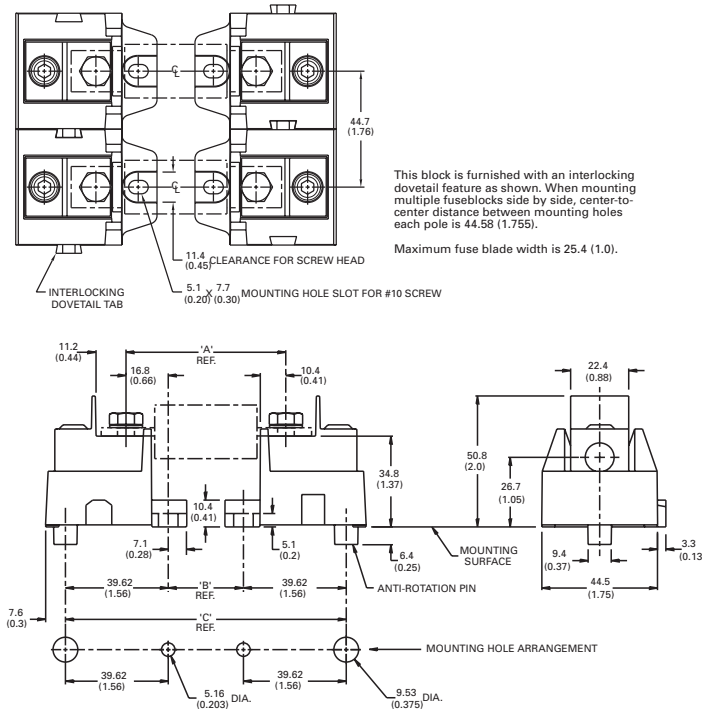 C
L
44.7
(1.76)
C
L
This block is furnished with an interlocking
dovetail feature as shown. When mounting
multiple fuseblocks side by side, center-to-
center distance between mounting holes
each pole is 44.58 (1.755).
Maximum fuse blade width is 25.4 (1.0).
11.4
(0.45) CLEARANCE FOR SCREW HEAD
5.1 X 7.7
(0.20) (0.30) MOUNTING HOLE SLOT FOR #10 SCREW
INTERLOCKING
DOVETAIL TAB
11.2
(0.44)
'A'
REF.
16.8
(0.66)
10.4
(0.41)
22.4
(0.88)
50.8
(2.0)
34.8
(1.37)
26.7
(1.05)
10.4
(0.41)
7.1
(0.28)
5.1
(0.2)
6.4
(0.25)
MOUNTING
SURFACE
9.4
(0.37)
3.3
(0.13
44.5
(1.75)
39.62
(1.56)
'B'
REF.
39.62
(1.56)
ANTI-ROTATION PIN
7.6
(0.3)
'C'
REF.
MOUNTING HOLE ARRANGEMENT
39.62
(1.56)
39.62
(1.56)
5.16
(0.203) DIA.
9.53
(0.375) DIA.